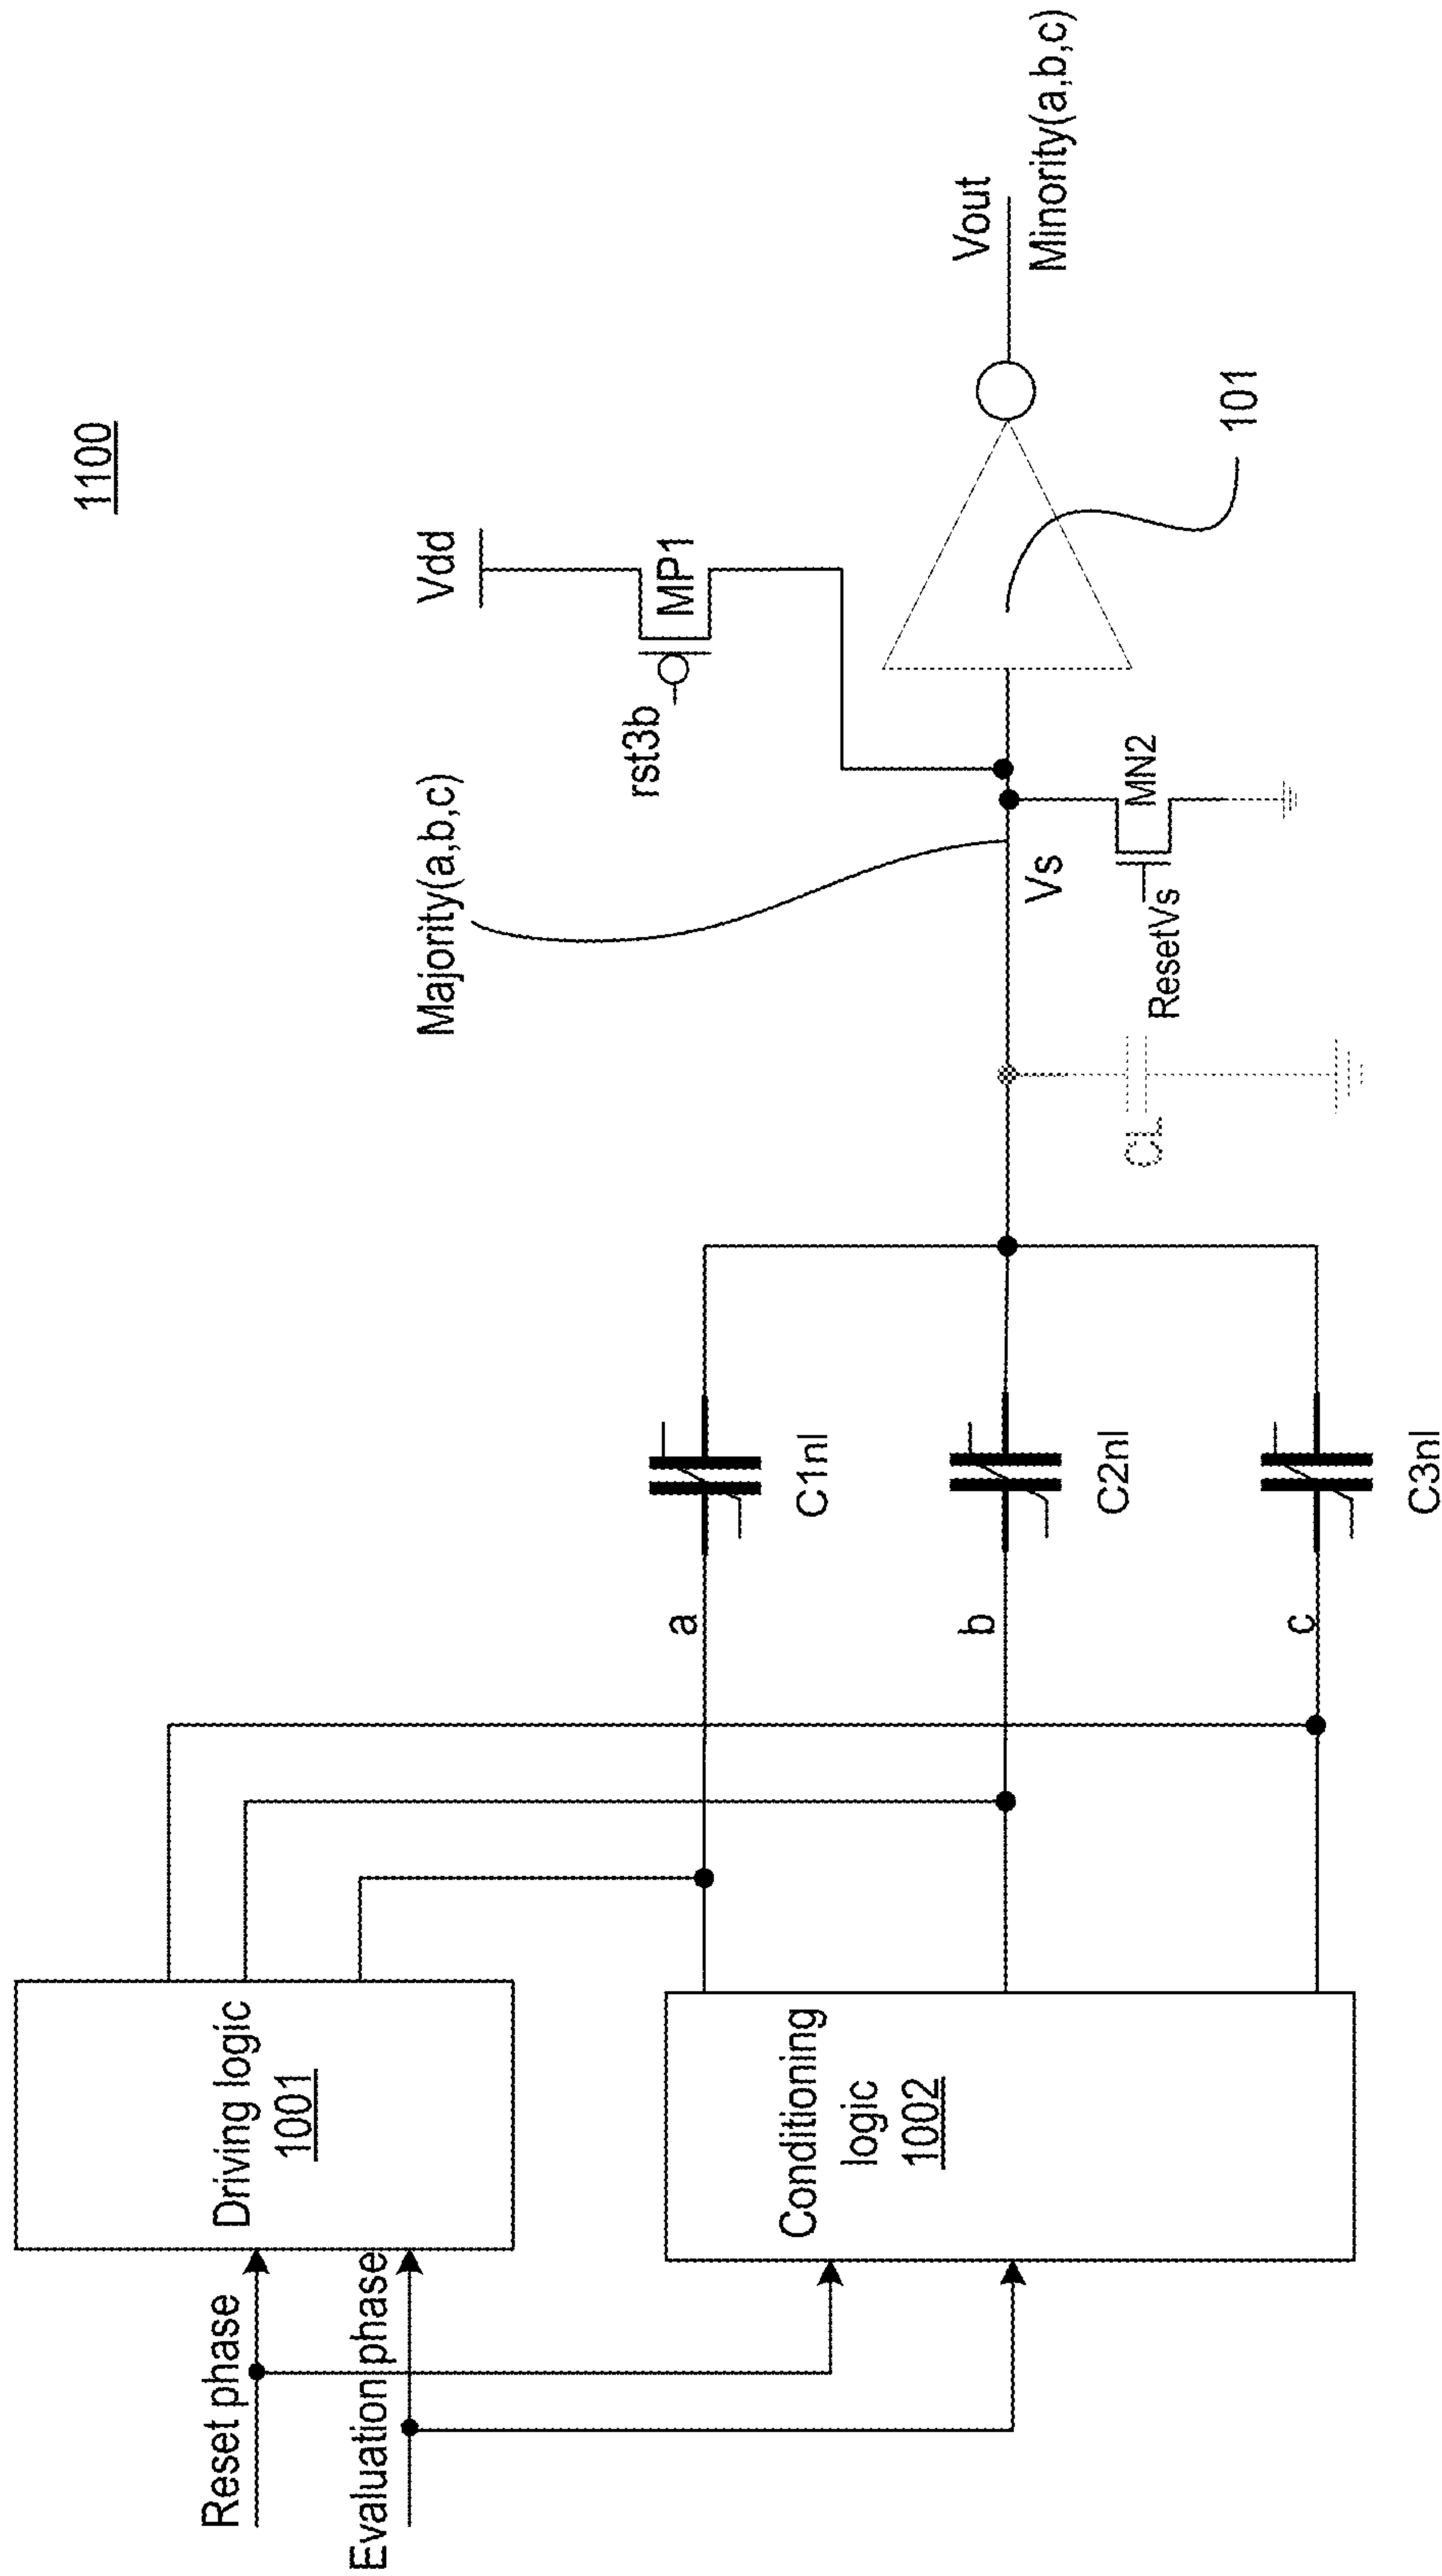 1100
Reset phase
Evaluation phase
Driving logic
1001
Conditioning
logic
1002
a
b
c
C1nl
C2nl
C3nl
Majority(a,b,c)
Vdd
rst3b
MP1
Vs
CL
ResetVs
MN2
101
Vout
Minority(a,b,c)